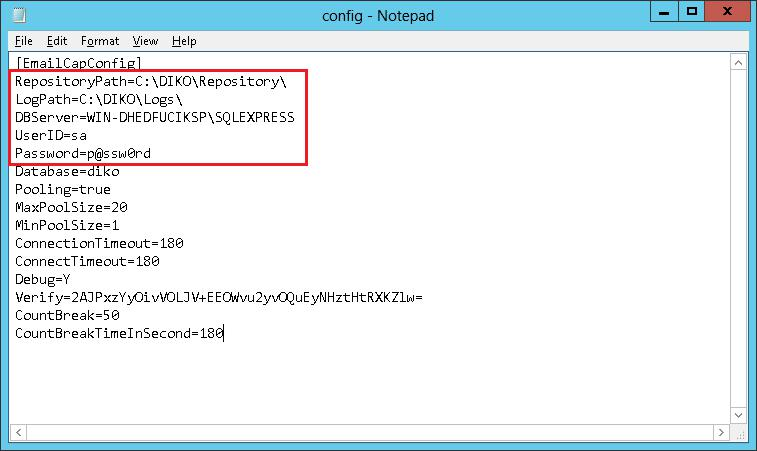 config - Notepad
File Edit Format View Help
[EmailCapConfig]
RepositoryPath=C:\DIKO\Repository\
LogPath=C:\DIKO\Logs\
DBServer=WIN-DHEDFUCIKSP\SQLEXPRESS
UserID=sa
Password=p@ssw0rd
Database=diko
Pooling=true
MaxPoolSize=20
MinPoolSize=1
ConnectionTimeout=180
ConnectTimeout=180
Debug=Y
Verify=2AJPxzYyOivVOLJV+EEOWvu2yvOQuEyNHztHtRXKZlw=
CountBreak=50
CountBreakTimeInSecond=180